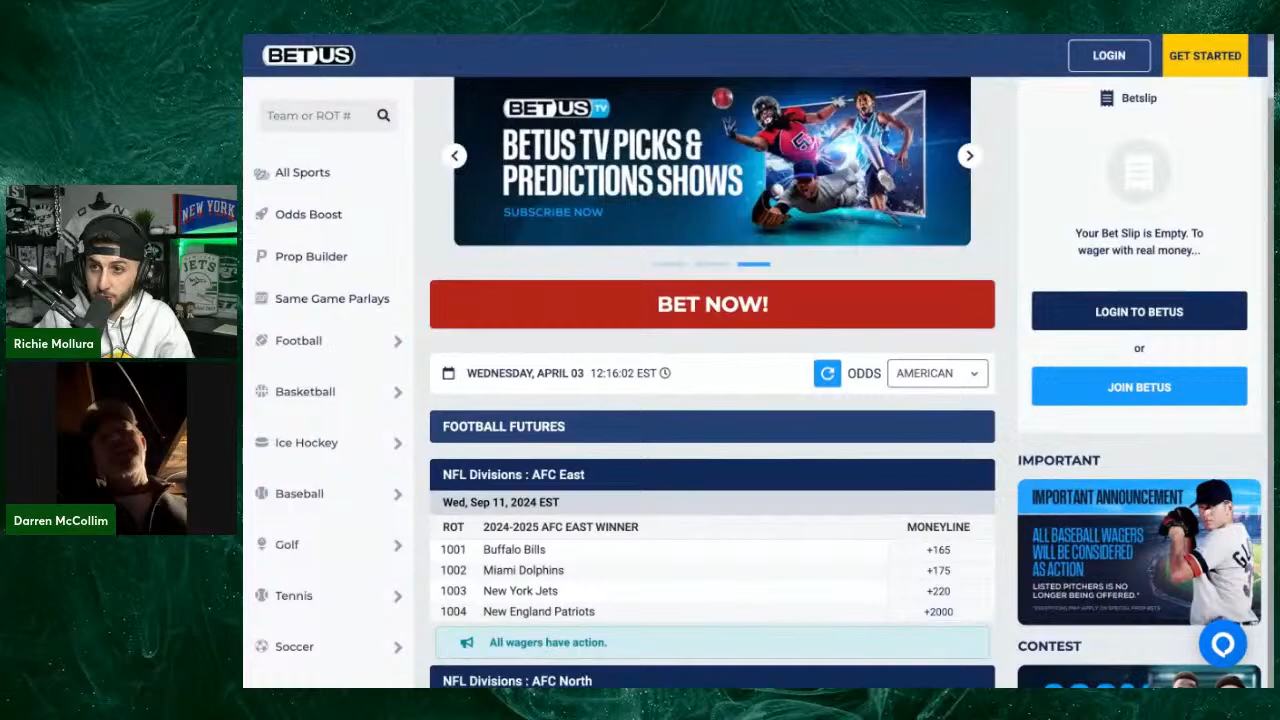 BETUS
LOGIN
GET STARTED
Team or ROT #
All Sports
Odds Boost
Prop Builder
Same Game Parlays
Football
Basketball
Ice Hockey
Baseball
Golf
Tennis
Soccer
BETUS TV
BETUS TV PICKS &
PREDICTIONS SHOWS
SUBSCRIBE NOW
BET NOW!
WEDNESDAY, APRIL 03 12:16:02 EST
ODDS
AMERICAN
FOOTBALL FUTURES
NFL Divisions : AFC East
Wed, Sep 11, 2024 EST
ROT 2024-2025 AFC EAST WINNER MONEYLINE
1001 Buffalo Bills +165
1002 Miami Dolphins +175
1003 New York Jets +220
1004 New England Patriots +2000
All wagers have action.
NFL Divisions : AFC North
Betslip
Your Bet Slip is Empty. To
wager with real money...
LOGIN TO BETUS
or
JOIN BETUS
IMPORTANT
IMPORTANT ANNOUNCEMENT
ALL BASEBALL WAGERS
WILL BE CONSIDERED
AS ACTION
LISTED PITCHERS IS NO
LONGER BEING OFFERED.*
CONTEST
NEW YORK
JETS
Richie Mollura
Darren McCollim